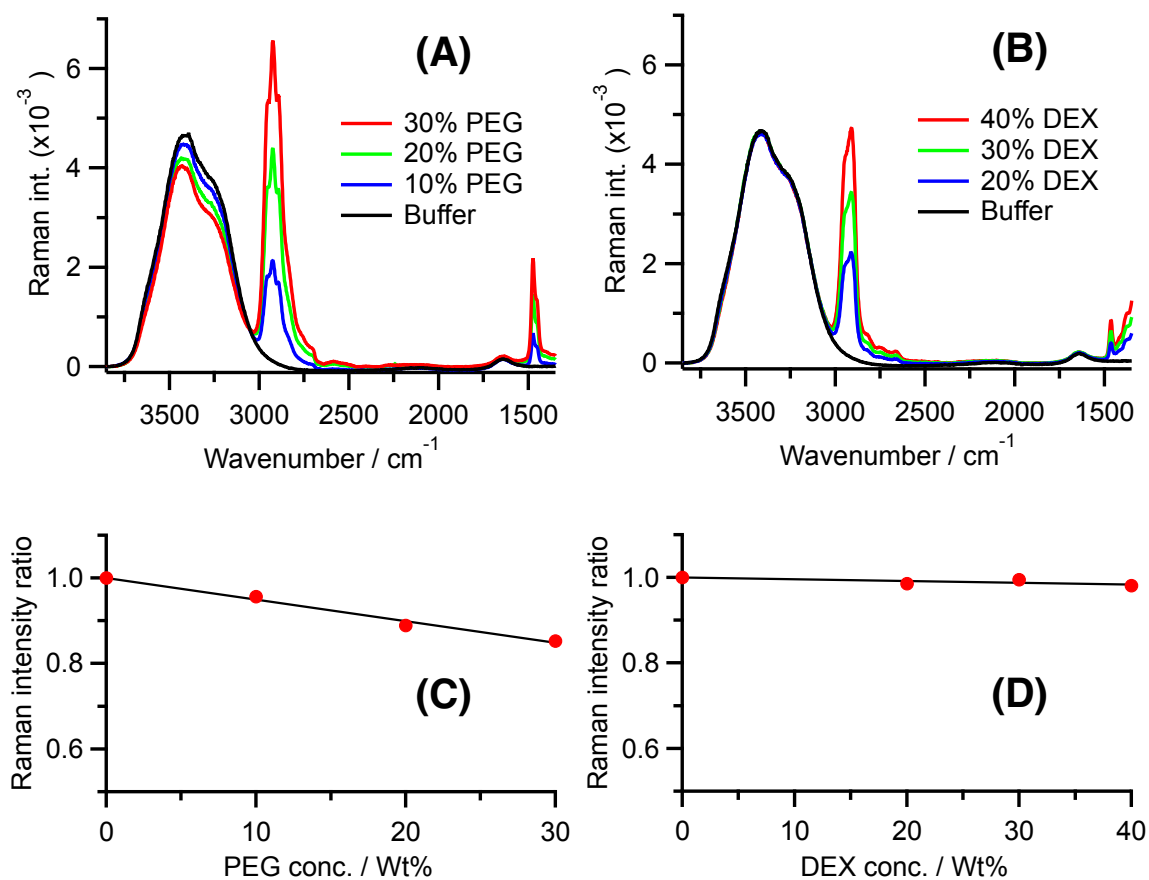 (A)
6
4
2
0
Raman int. (x10-3 )
30% PEG
20% PEG
10% PEG
Buffer
3500 3000 2500 2000 1500
Wavenumber / cm-1
(B)
6
4
2
0
Raman int. (x10-3 )
40% DEX
30% DEX
20% DEX
Buffer
3500 3000 2500 2000 1500
Wavenumber / cm-1
1.0
0.8
0.6
Raman intensity ratio
(C)
0 10 20 30
PEG conc. / Wt%
1.0
0.8
0.6
Raman intensity ratio
(D)
0 10 20 30 40
DEX conc. / Wt%